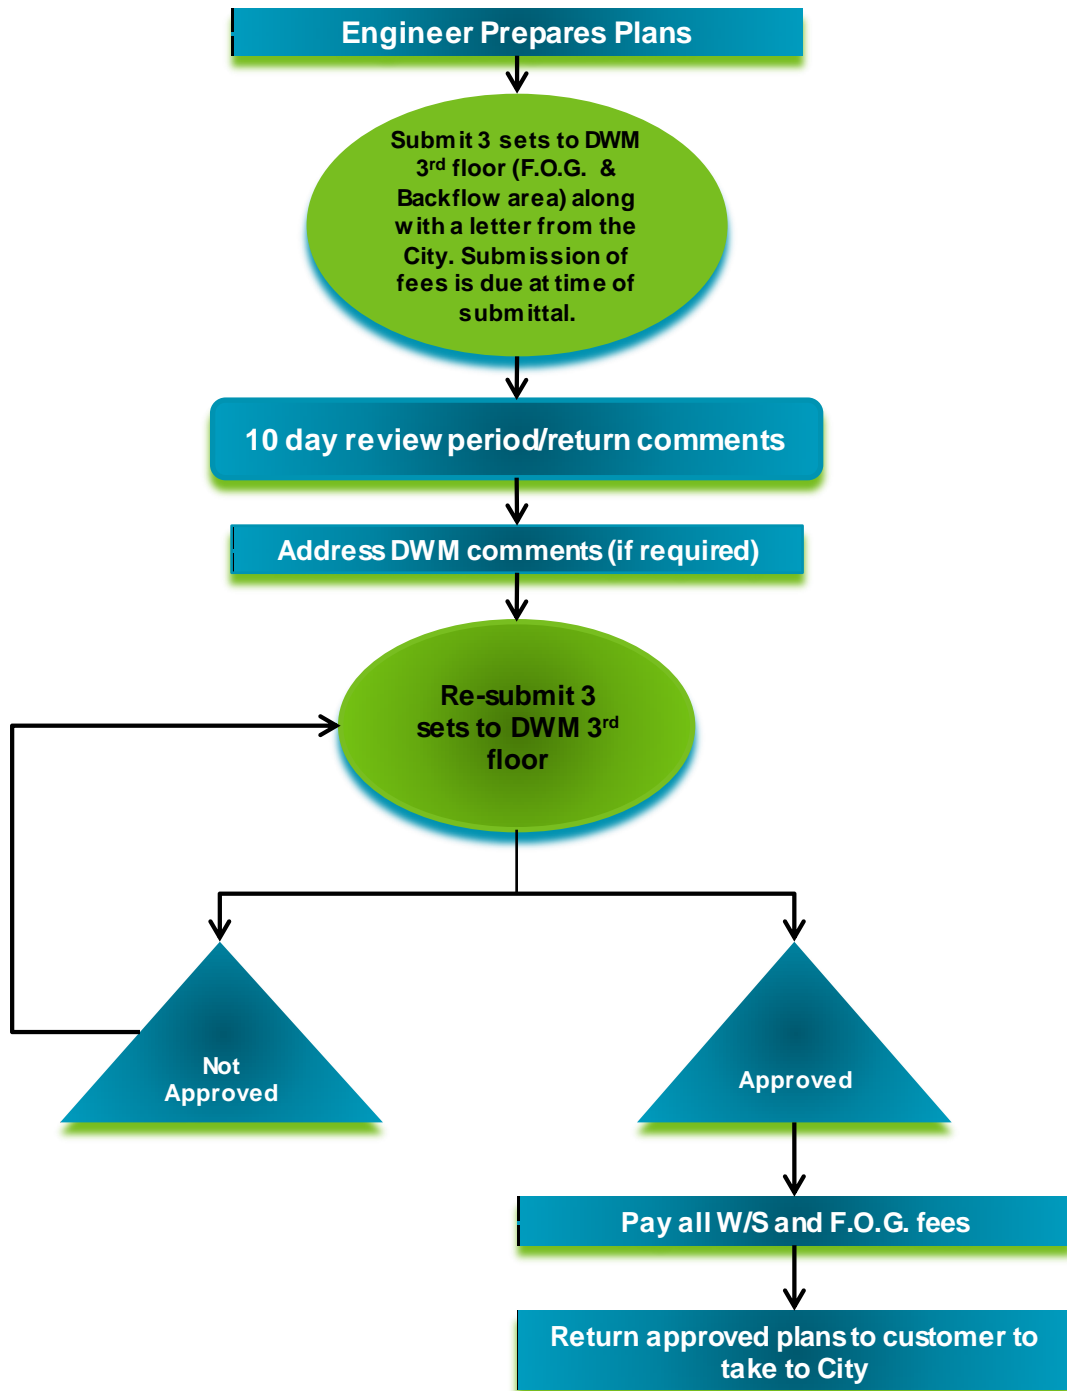 Engineer Prepares Plans
Submit 3 sets to DWM
3rd floor (F.O.G. &
Backflow area) along
with a letter from the
City. Submission of
fees is due at time of
submittal.
10 day review period/return comments
Address DWM comments (if required)
Re-submit 3
sets to DWM 3rd
floor
Not
Approved
Approved
Pay all W/S and F.O.G. fees
Return approved plans to customer to
take to City